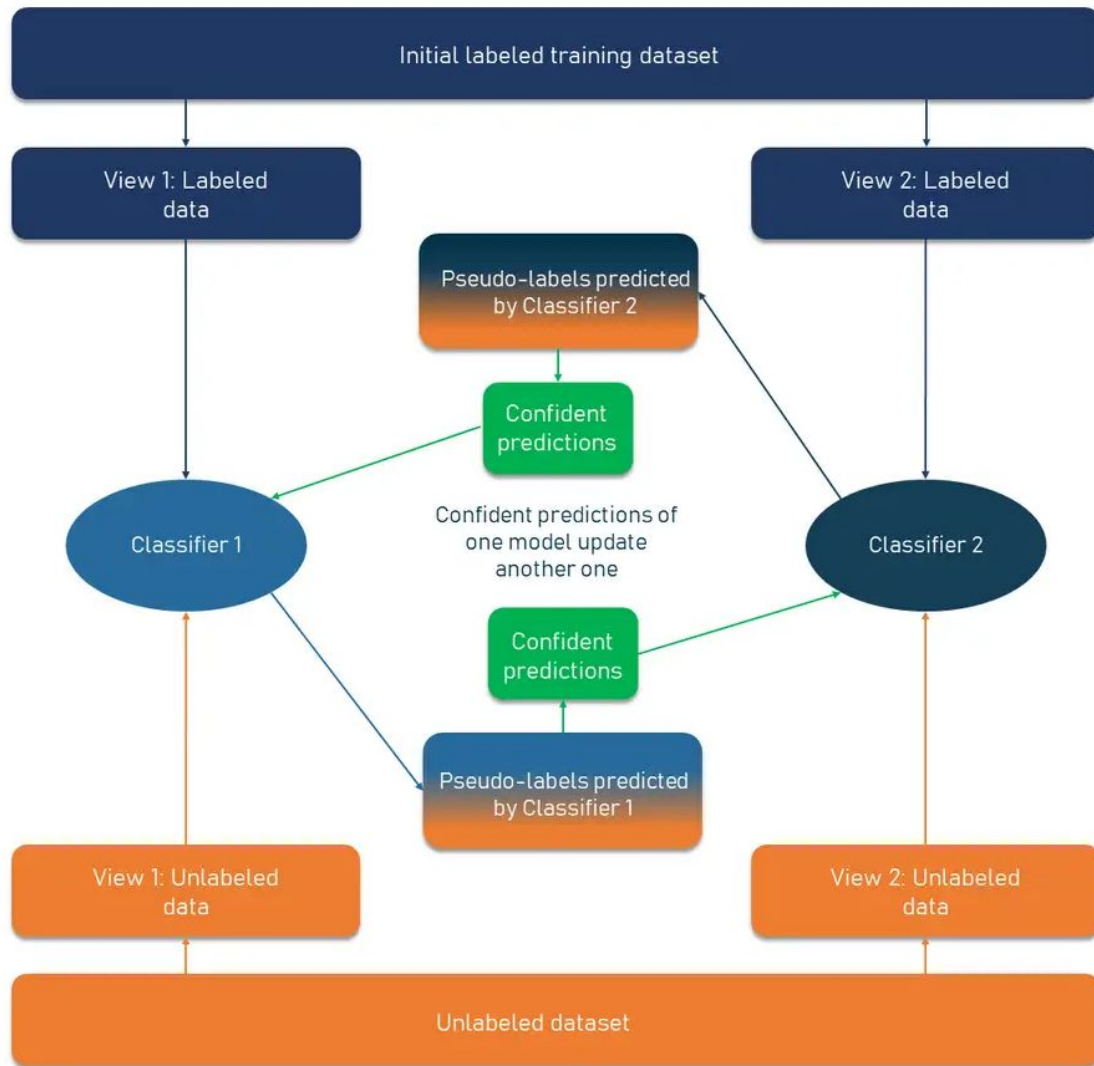 Initial labeled training dataset
View 1: Labeled
data
View 2: Labeled
data
Pseudo-labels predicted
by Classifier 2
Confident
predictions
Classifier 1
Confident predictions of
one model update
another one
Classifier 2
Confident
predictions
Pseudo-labels predicted
by Classifier 1
View 1: Unlabeled
data
View 2: Unlabeled
data
Unlabeled dataset